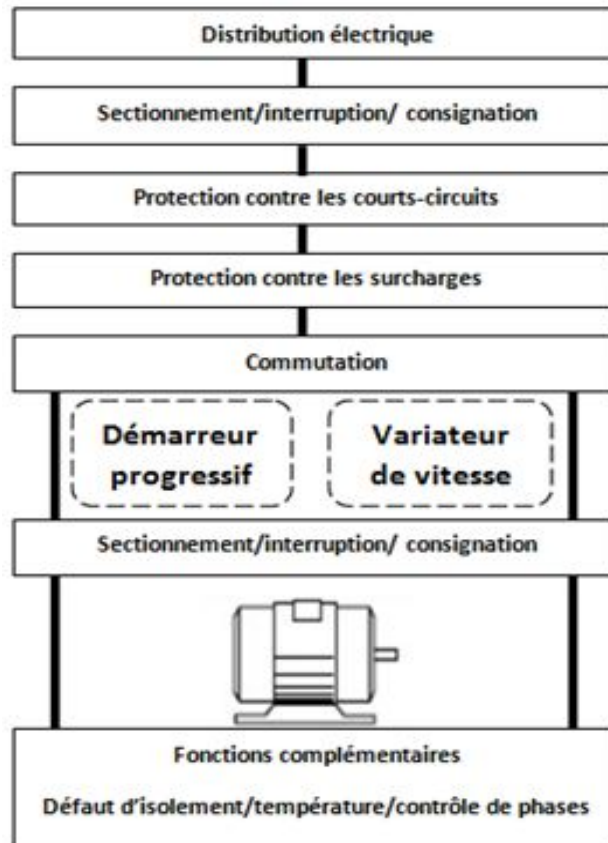 Distribution électrique
Sectionnement/interruption/ consignation
Protection contre les courts-circuits
Protection contre les surcharges
Commutation
Démarreur
progressif
Variateur
de vitesse
Sectionnement/interruption/ consignation
Fonctions complémentaires
Défaut d'isolement/température/contrôle de phases